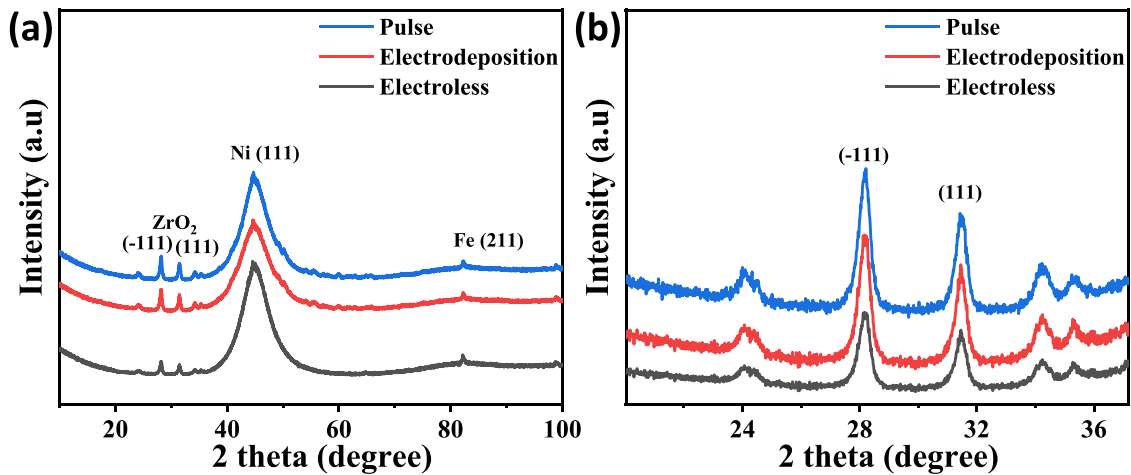 (a)
Pulse
Electrodeposition
Electroless
Ni (111)
ZrO₂
(-111)
(111)
Fe (211)
Intensity (a.u)
20
40
60
80
100
2 theta (degree)
(b)
Pulse
Electrodeposition
Electroless
(-111)
(111)
Intensity (a.u)
24
28
32
36
2 theta (degree)